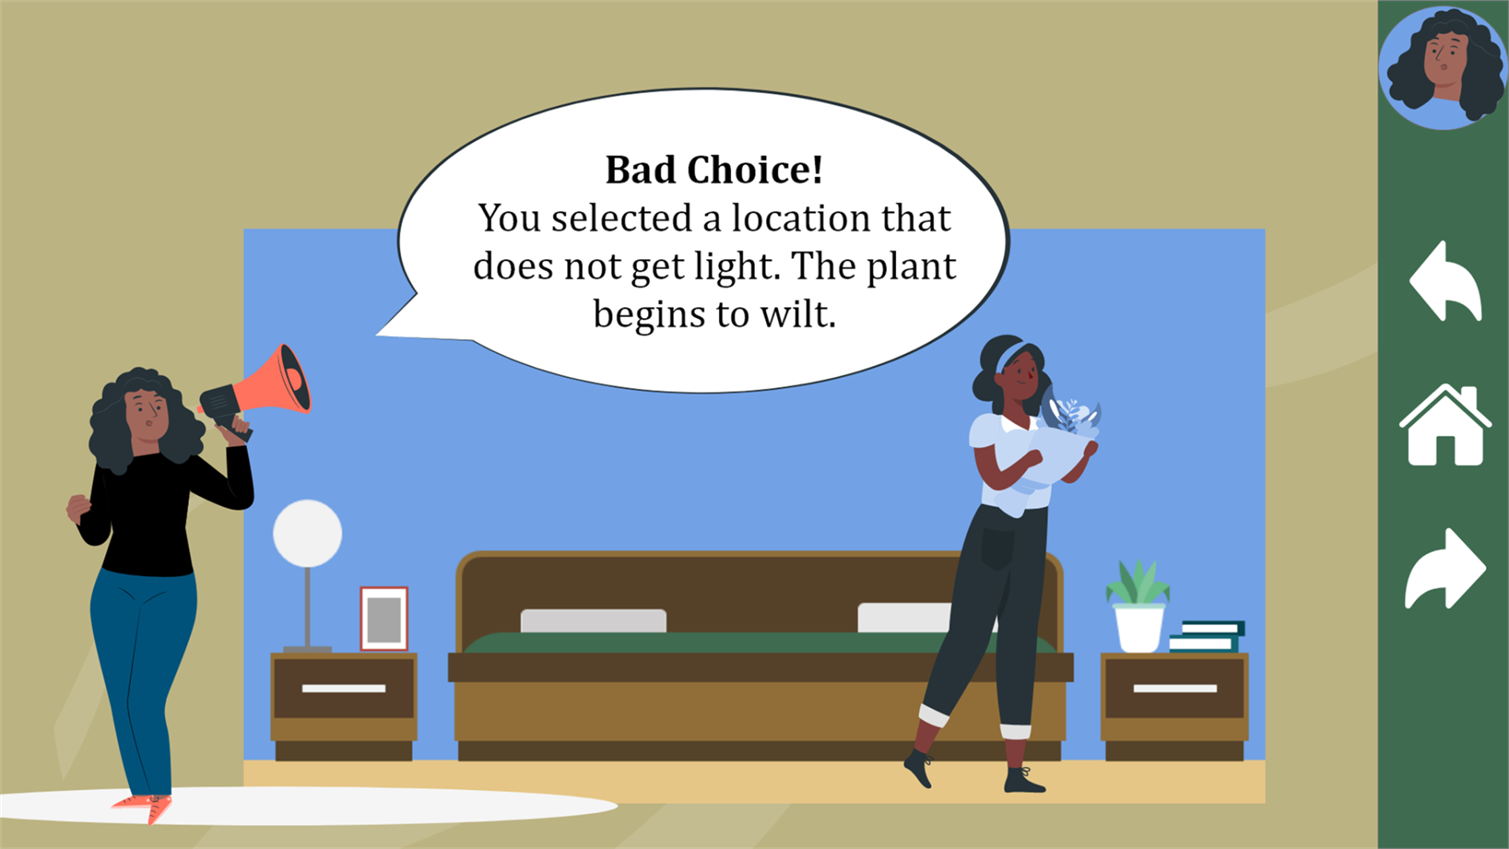 Bad Choice!
You selected a location that
does not get light. The plant
begins to wilt.